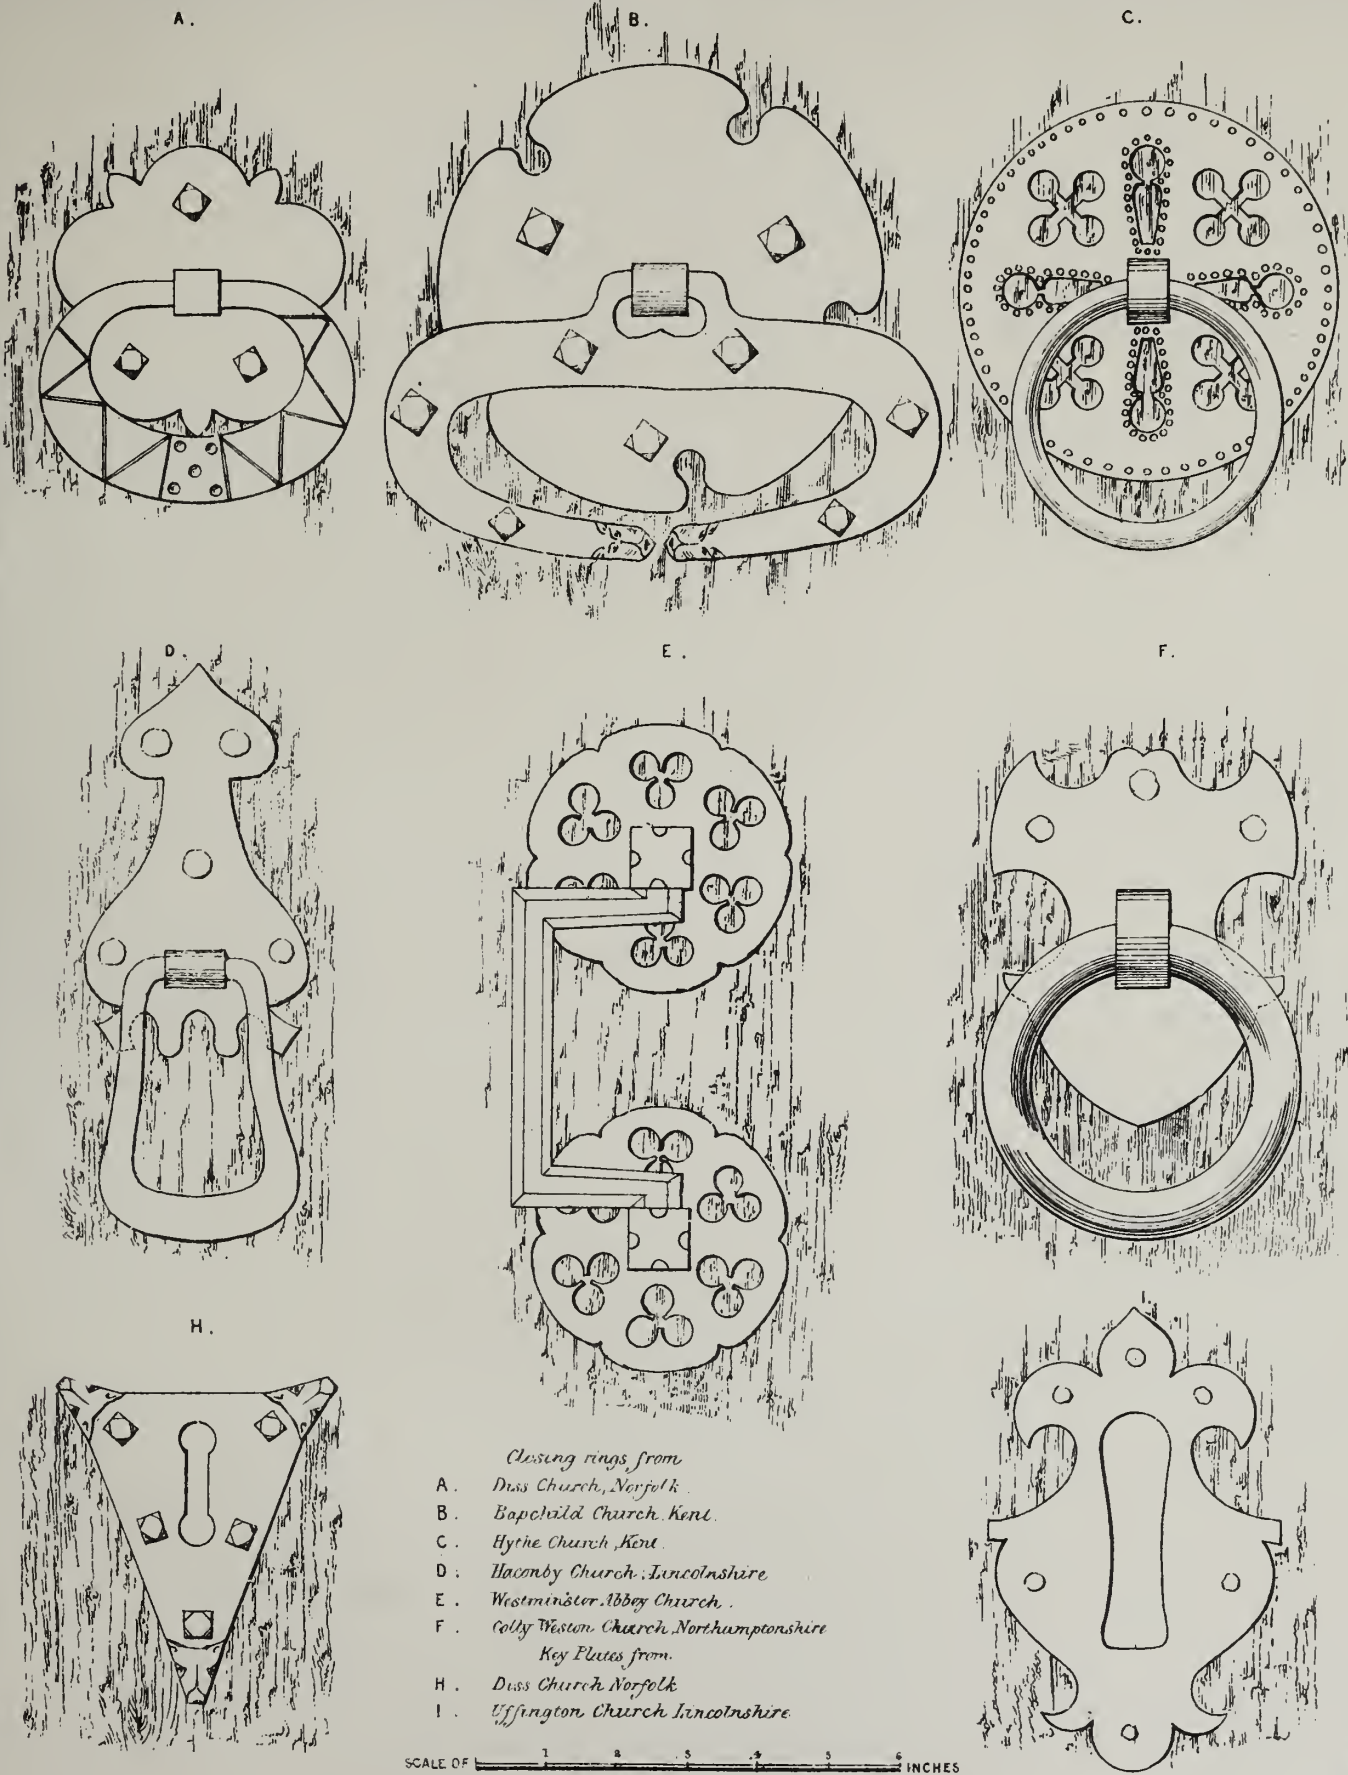 A.
B.
C.
D.
E.
F.
H.
Closing rings from
A. Diss Church, Norfolk.
B. Bapchild Church, Kent.
C. Hythe Church, Kent.
D. Haconby Church, Lincolnshire
E. Westminster Abbey Church.
F. Colly Weston Church, Northamptonshire
Key Plates from.
H. Diss Church Norfolk
I. Uffington Church Lincolnshire.
SCALE OF 1 2 3 4 5 6 INCHES